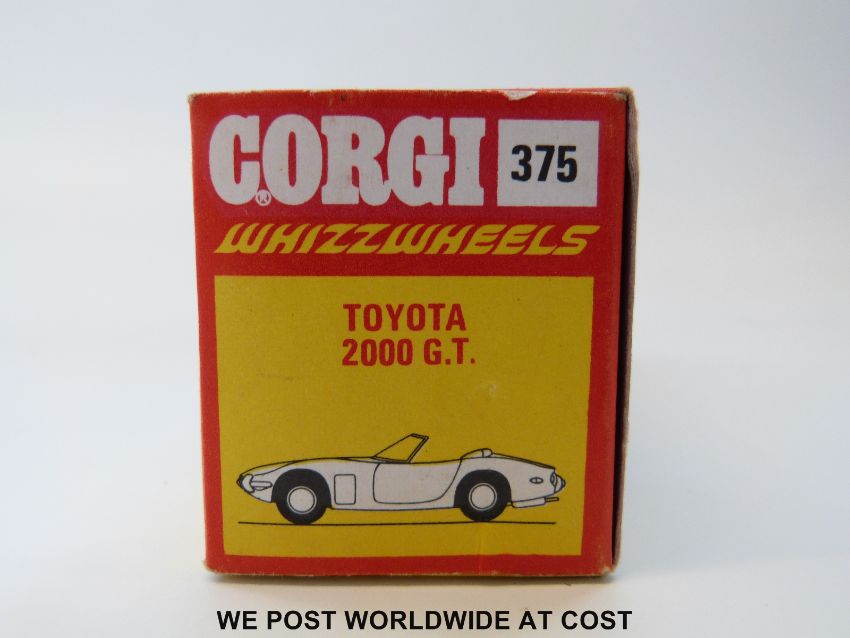 CORGI® 375
WHIZZWHEELS
TOYOTA
2000 G.T.
WE POST WORLDWIDE AT COST